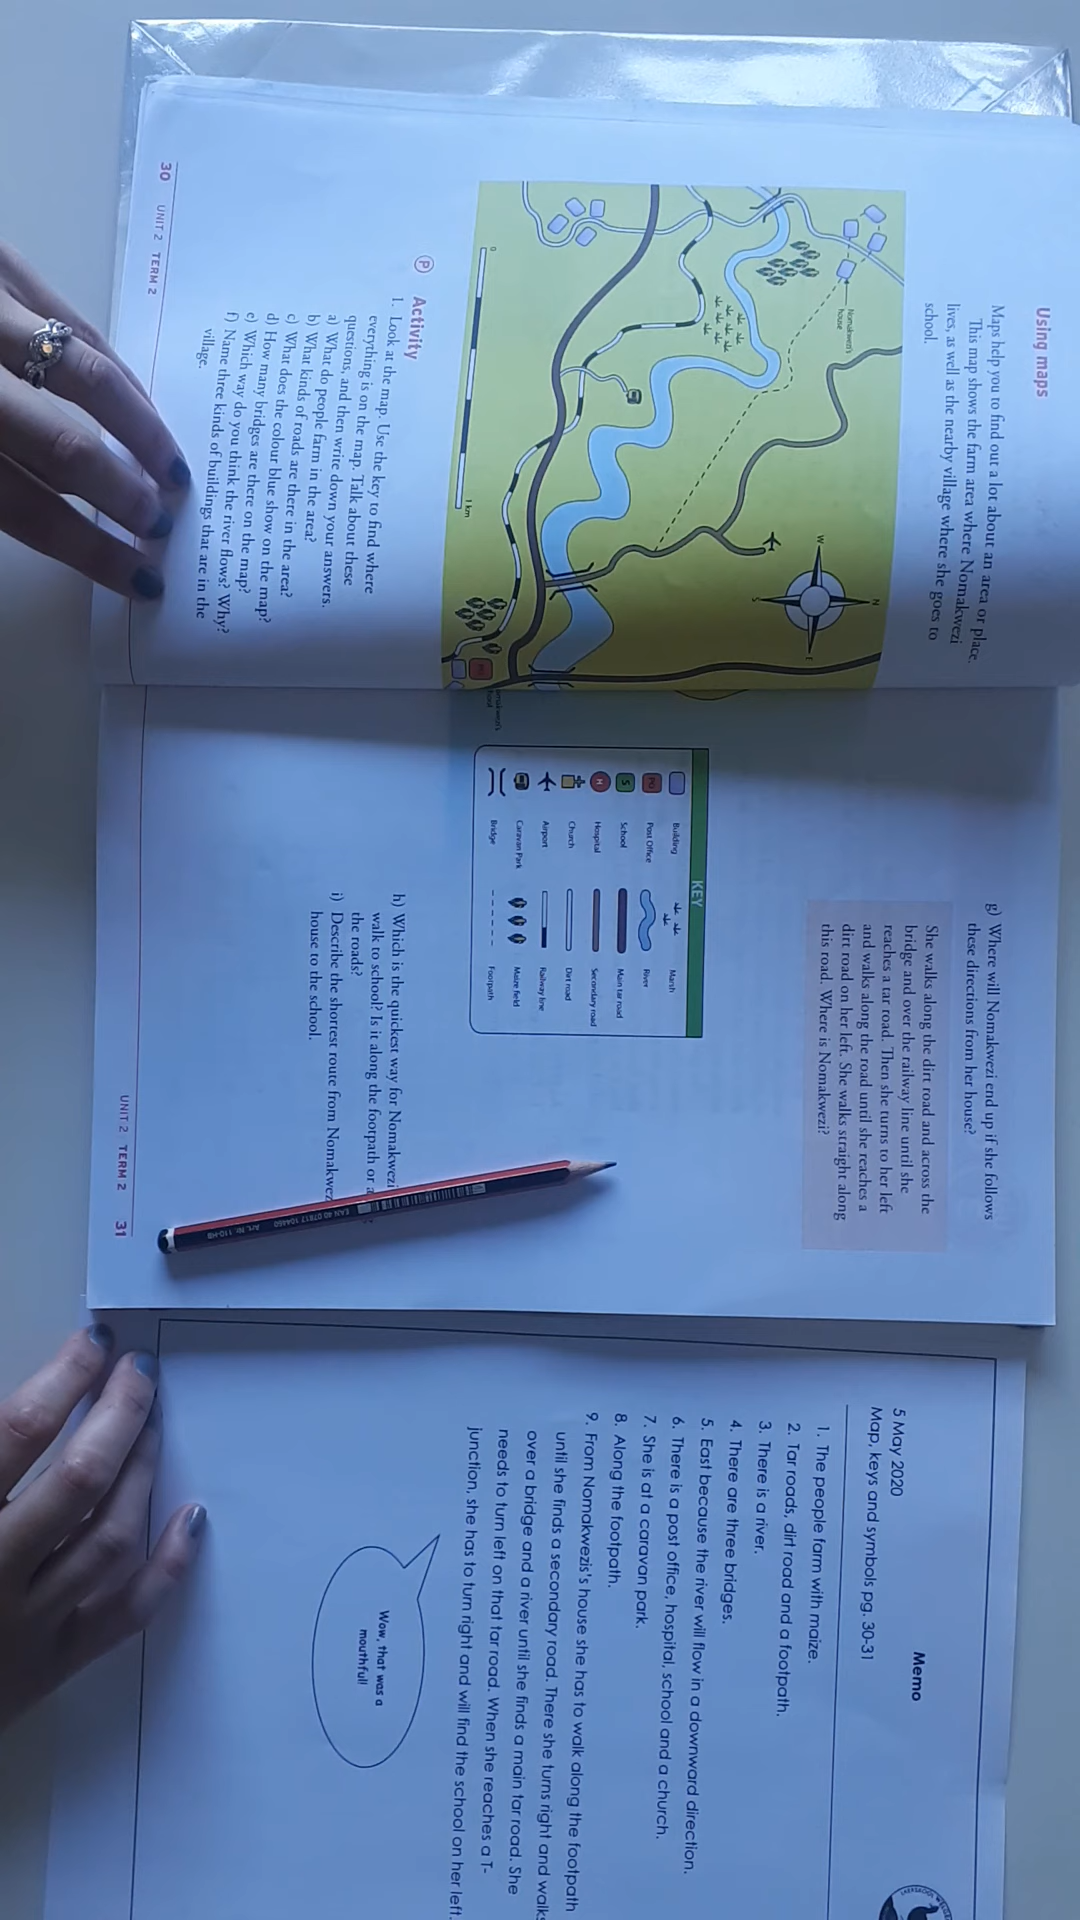 Using maps
Maps help you to find out a lot about an area or place.
This map shows the farm area where Nomakwezi
lives, as well as the nearby village where she goes to
school.
Nomakwezi's
house
N
W
E
S
0
1 km
PO
Activity
P
1. Look at the map. Use the key to find where
everything is on the map. Talk about these
questions, and then write down your answers.
a) What do people farm in the area?
b) What kinds of roads are there in the area?
c) What does the colour blue show on the map?
d) How many bridges are there on the map?
e) Which way do you think the river flows? Why?
f) Name three kinds of buildings that are in the
village.
30 UNIT 2 TERM 2
g) Where will Nomakwezi end up if she follows
these directions from her house?
She walks along the dirt road and across the
bridge and over the railway line until she
reaches a tar road. Then she turns to her left
and walks along the road until she reaches a
dirt road on her left. She walks straight along
this road. Where is Nomakwezi?
KEY
Building
Marsh
PO Post Office
River
S School
Main tar road
H Hospital
Secondary road
Church
Dirt road
Airport
Railway line
Caravan Park
Maize field
Bridge
Footpath
h) Which is the quickest way for Nomakwezi
walk to school? Is it along the footpath or a
the roads?
i) Describe the shortest route from Nomakwez
house to the school.
EAN 40 07817 104460 Art. Nr. 110-HB
UNIT 2 TERM 2 31
Memo
5 May 2020
Map, keys and symbols pg. 30-31
1. The people farm with maize.
2. Tar roads, dirt road and a footpath.
3. There is a river.
4. There are three bridges.
5. East because the river will flow in a downward direction.
6. There is a post office, hospital, school and a church.
7. She is at a caravan park.
8. Along the footpath.
9. From Nomakwezis's house she has to walk along the footpath
until she finds a secondary road. There she turns right and walks
over a bridge and a river until she finds a main tar road. She
needs to turn left on that tar road. When she reaches a T-
junction, she has to turn right and will find the school on her left.
Wow, that was a
mouthful!